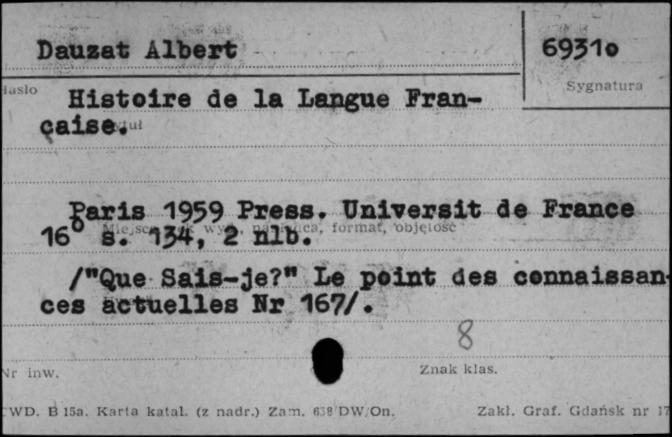 Dauzat Albert
69310
Sygnatura
Hasło
Histoire de la Langue Fran-
çaise.
tuł
Paris 1959 Press. Universit de France
format, objętość
16° s. 134, 2 nlb.
/"Que Sais-je?" Le point des connaissan-
ces actuelles Nr 167/.
8
Nr inw.
Znak klas.
WD. B 15a. Karta katal. (z nadr.) Zam. 638 DW/On.
Zakł. Graf. Gdańsk nr 17